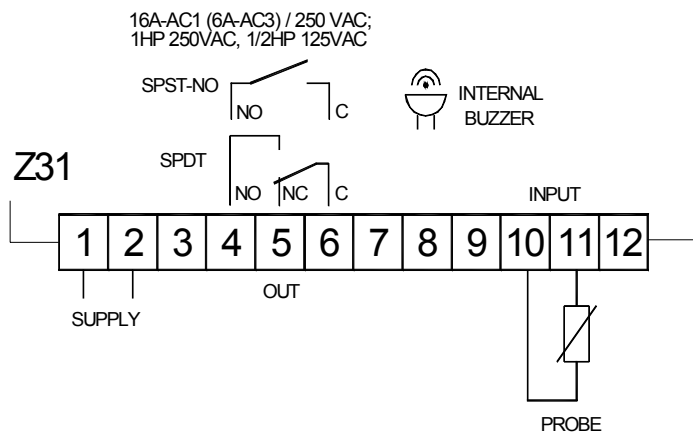 16A-AC1 (6A-AC3) / 250 VAC;
1HP 250VAC, 1/2HP 125VAC
SPST-NO
NO C
INTERNAL
BUZZER
SPDT
Z31
NO NC C
INPUT
1 2 3 4 5 6 7 8 9 10 11 12
OUT
SUPPLY
PROBE